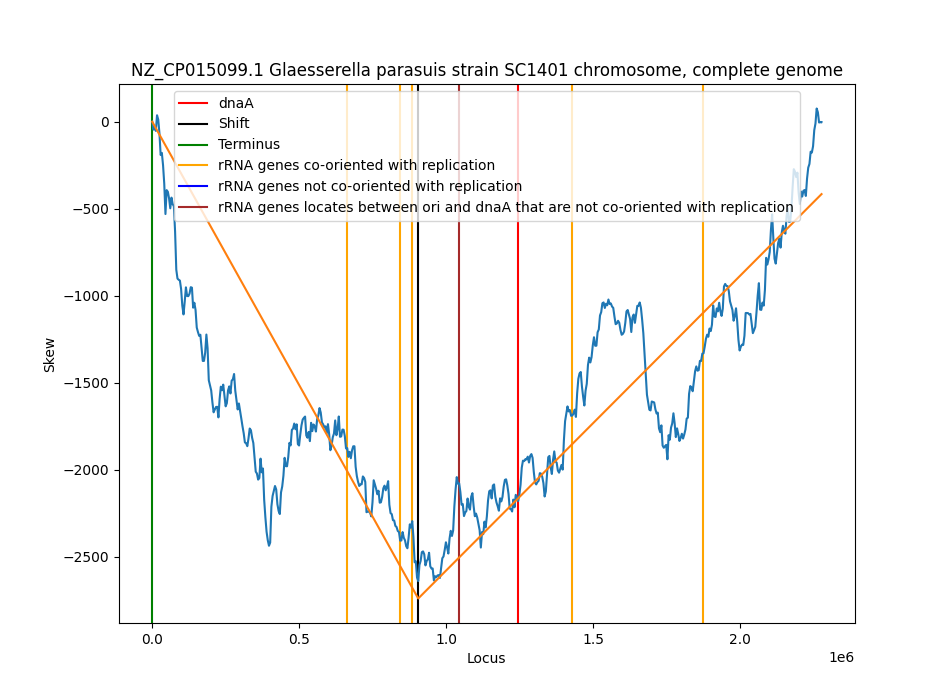 NZ_CP015099.1 Glaesserella parasuis strain SC1401 chromosome, complete genome
dnaA
Shift
Terminus
rRNA genes co-oriented with replication
rRNA genes not co-oriented with replication
rRNA genes locates between ori and dnaA that are not co-oriented with replication
0
−500
−1000
−1500
−2000
−2500
Skew
0.0 0.5 1.0 1.5 2.0
1e6
Locus